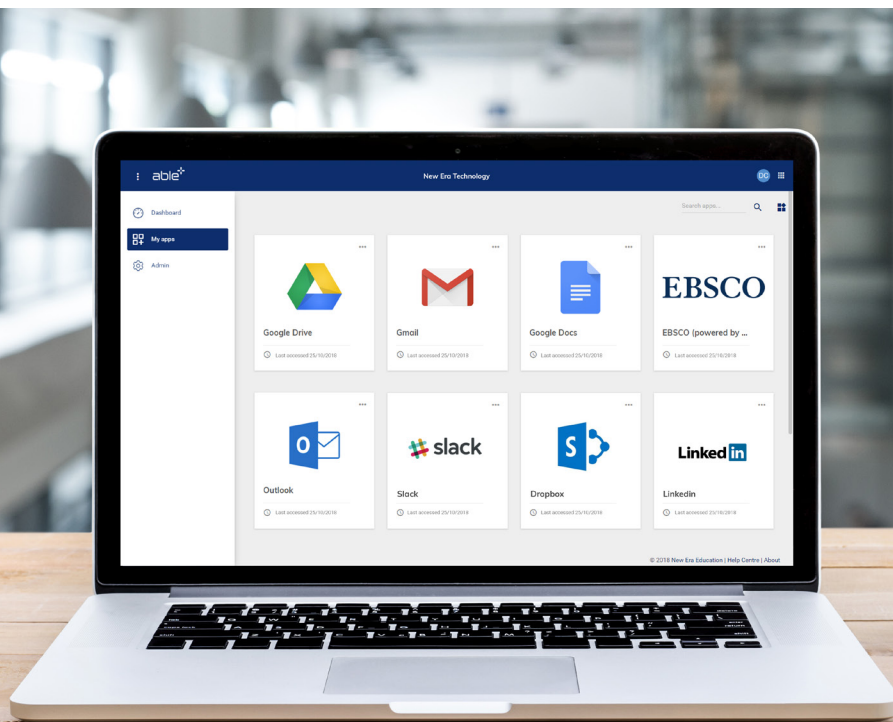 able+
New Era Technology
DC
Dashboard
My apps
Admin
Search apps...
Google Drive
Last accessed 25/10/2018
Gmail
Last accessed 25/10/2018
Google Docs
Last accessed 25/10/2018
EBSCO
EBSCO (powered by ...
Last accessed 25/10/2018
Outlook
Last accessed 25/10/2018
slack
Slack
Last accessed 25/10/2018
S
Dropbox
Last accessed 25/10/2018
Linked in
Linkedin
Last accessed 25/10/2018
© 2018 New Era Education | Help Centre | About